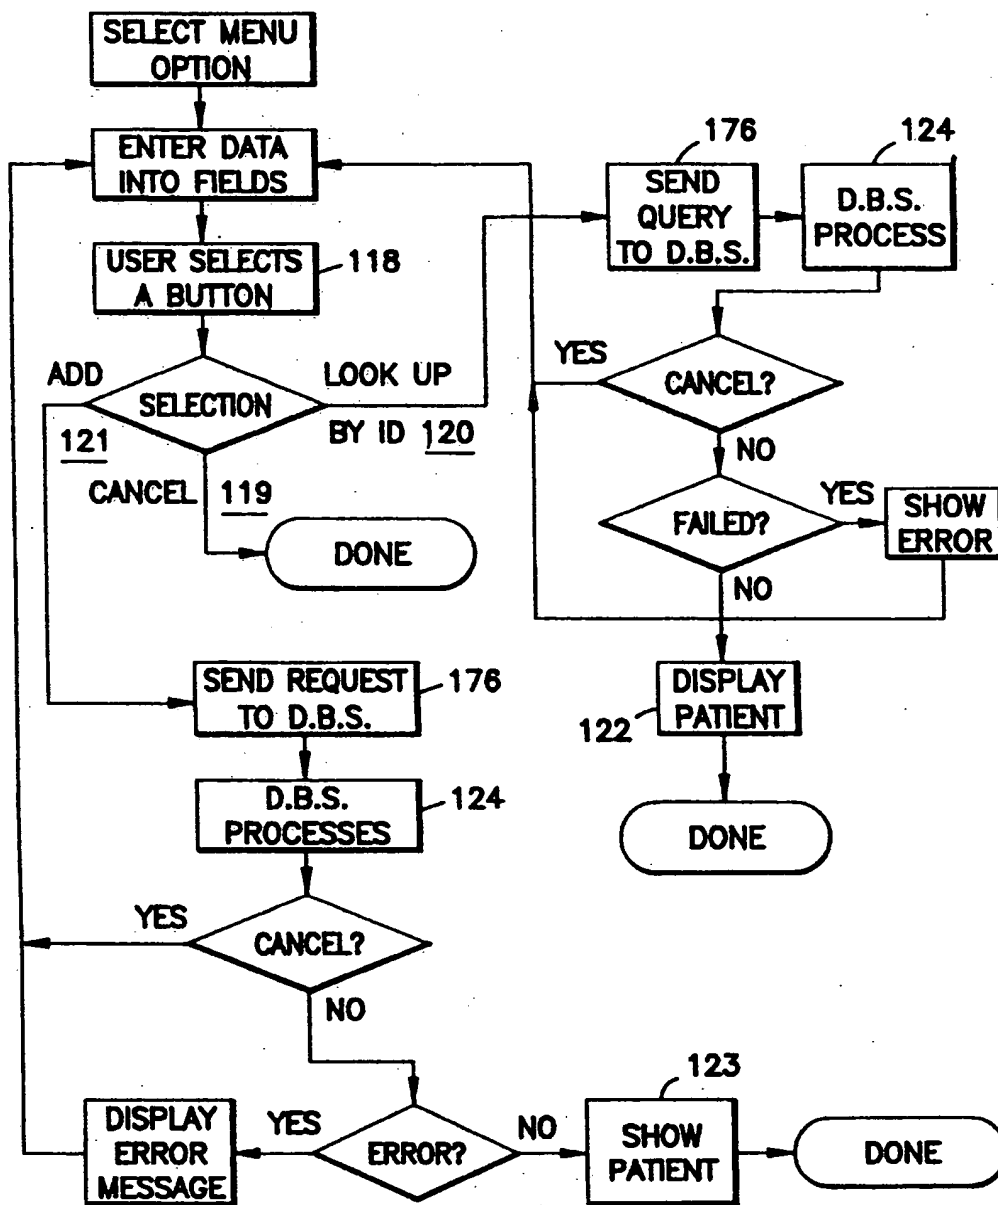 SELECT MENU
OPTION
ENTER DATA
INTO FIELDS
USER SELECTS
A BUTTON
118
ADD
121
SELECTION
LOOK UP
BY ID 120
CANCEL 119
DONE
176
SEND
QUERY
TO D.B.S.
124
D.B.S.
PROCESS
YES
CANCEL?
NO
FAILED?
YES
SHOW
ERROR
NO
DISPLAY
PATIENT
122
DONE
SEND REQUEST
TO D.B.S.
176
D.B.S.
PROCESSES
124
YES
CANCEL?
NO
DISPLAY
ERROR
MESSAGE
YES
ERROR?
NO
123
SHOW
PATIENT
DONE